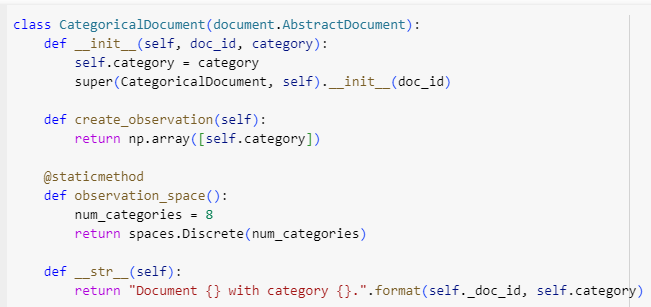 class CategoricalDocument(document.AbstractDocument):
    def __init__(self, doc_id, category):
        self.category = category
        super(CategoricalDocument, self).__init__(doc_id)

    def create_observation(self):
        return np.array([self.category])

    @staticmethod
    def observation_space():
        num_categories = 8
        return spaces.Discrete(num_categories)

    def __str__(self):
        return "Document {} with category {}.".format(self._doc_id, self.category)